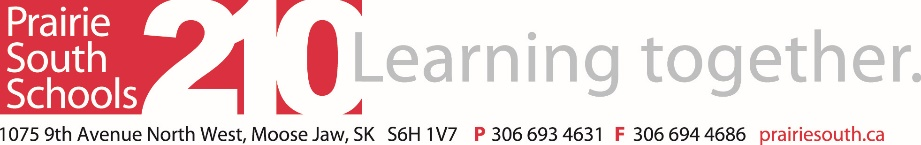 Prairie
South
Schools
210
Learning together.
1075 9th Avenue North West, Moose Jaw, SK S6H 1V7 P 306 693 4631 F 306 694 4686 prairiesouth.ca